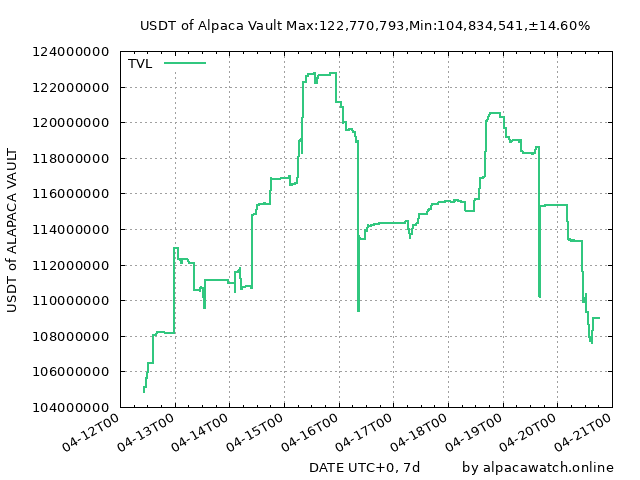 USDT of Alpaca Vault Max:122,770,793,Min:104,834,541,±14.60%
TVL
124000000
122000000
120000000
118000000
116000000
114000000
112000000
110000000
108000000
106000000
104000000
USDT of ALAPACA VAULT
04-12T00
04-13T00
04-14T00
04-15T00
04-16T00
04-17T00
04-18T00
04-19T00
04-20T00
04-21T00
DATE UTC+0, 7d
by alpacawatch.online